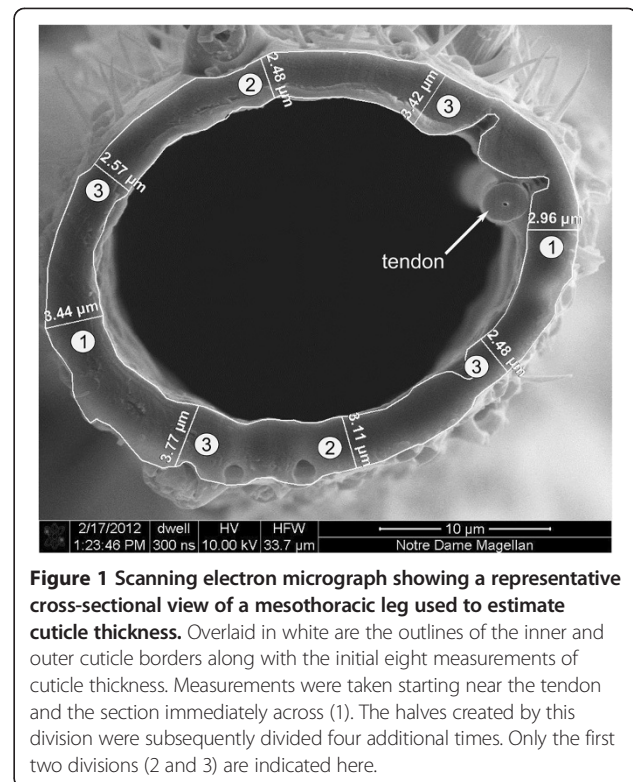 2.48 µm
2
3.42 µm
3
2.57 µm
3
2.96 µm
1
tendon
3.44 µm
1
2.48 µm
3
3.77 µm
3
3.11 µm
2
2/17/2012 dwell HV HFW
1:23:46 PM 300 ns 10.00 kV 33.7 µm
10 µm
Notre Dame Magellan
Figure 1 Scanning electron micrograph showing a representative
cross-sectional view of a mesothoracic leg used to estimate
cuticle thickness. Overlaid in white are the outlines of the inner and
outer cuticle borders along with the initial eight measurements of
cuticle thickness. Measurements were taken starting near the tendon
and the section immediately across (1). The halves created by this
division were subsequently divided four additional times. Only the first
two divisions (2 and 3) are indicated here.